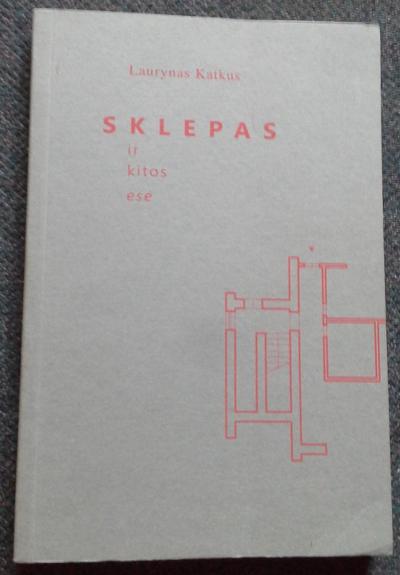 Laurynas Katkus
SKLEPAS
ir
kitos
ese